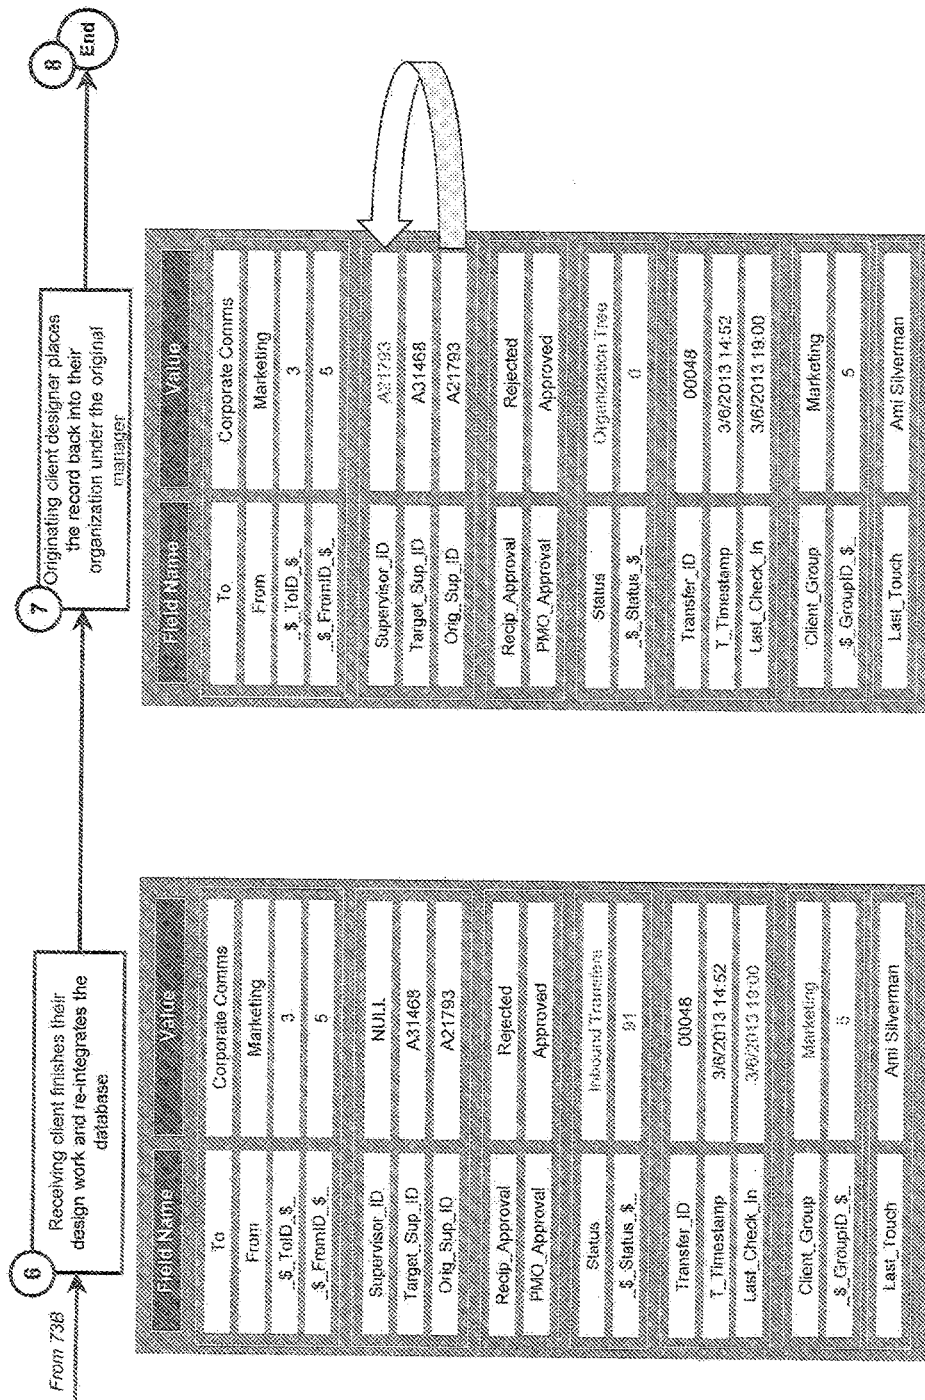 From 73B
6
Receiving client finishes their
design work and re-integrates the
database
7
Originating client designer places
the record back into their
organization under the original
manager
8
End
Field Name Value
To Corporate Comms
From Marketing
_$_ToID_$_ 3
_$_FromID_$_ 5
Supervisor_ID NULL
Target_Sup_ID A31468
Orig_Sup_ID A21793
Recip_Approval Rejected
PMO_Approval Approved
Status Inbound Transfers
_$_Status_$_ 91
Transfer_ID 00048
T_Timestamp 3/6/2013 14:52
Last_Check_In 3/6/2013 19:00
Client_Group Marketing
_$_GroupID_$_ 5
Last_Touch Ami Silverman
Field Name Value
To Corporate Comms
From Marketing
_$_ToID_$_ 3
_$_FromID_$_ 5
Supervisor_ID A21793
Target_Sup_ID A31468
Orig_Sup_ID A21793
Recip_Approval Rejected
PMO_Approval Approved
Status Organization Tree
_$_Status_$_ 0
Transfer_ID 00048
T_Timestamp 3/6/2013 14:52
Last_Check_In 3/6/2013 19:00
Client_Group Marketing
_$_GroupID_$_ 5
Last_Touch Ami Silverman